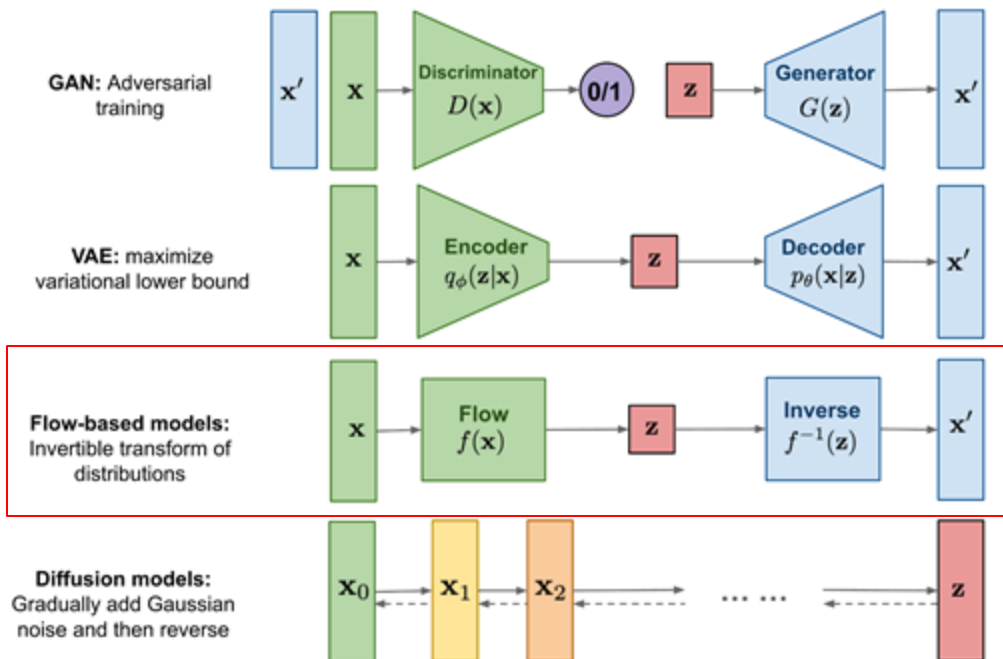 GAN: Adversarial
training
x′
x
Discriminator
D(x)
0/1
z
Generator
G(z)
x′
VAE: maximize
variational lower bound
x
Encoder
qϕ(z|x)
z
Decoder
pθ(x|z)
x′
Flow-based models:
Invertible transform of
distributions
x
Flow
f(x)
z
Inverse
f⁻¹(z)
x′
Diffusion models:
Gradually add Gaussian
noise and then reverse
x₀
x₁
x₂
... ...
z